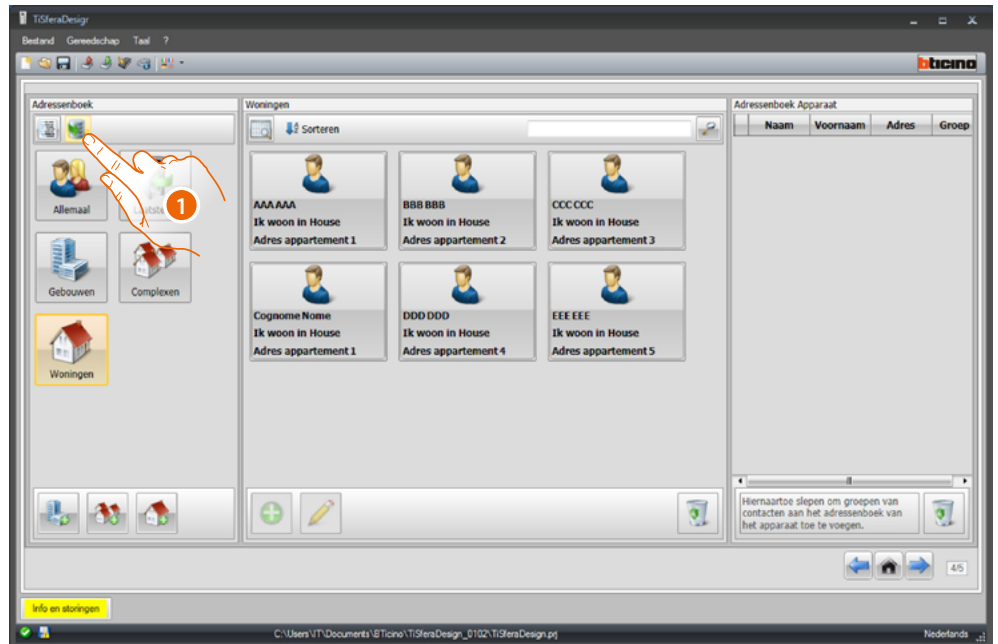 TiSferaDesign
Bestand Gereedschap Taal ?
bticino
Adressenboek
Allemaal
1
Gebouwen
Complexen
Woningen
Woningen
Sorteren
AAA AAA
Ik woon in House
Adres appartement 1
BBB BBB
Ik woon in House
Adres appartement 2
CCC CCC
Ik woon in House
Adres appartement 3
Cognome Nome
Ik woon in House
Adres appartement 1
DDD DDD
Ik woon in House
Adres appartement 4
EEE EEE
Ik woon in House
Adres appartement 5
Adressenboek Apparaat
Naam Voornaam Adres Groep
Hiernaartoe slepen om groepen van
contacten aan het adressenboek van
het apparaat toe te voegen.
4/5
Info en storingen
C:\Users\IT\Documents\BTicino\TiSferaDesign_0102\TiSferaDesign.prj
Nederlands